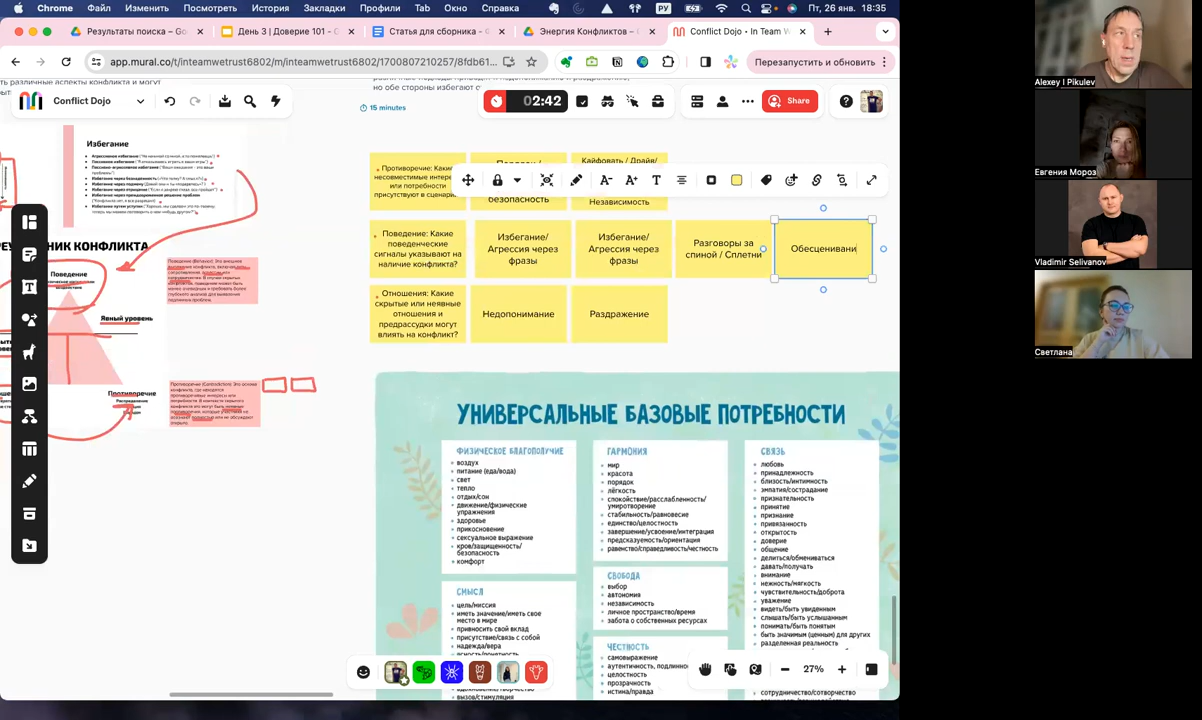 Chrome Файл Изменить Посмотреть История Закладки Профили Tab Окно Справка РУ Пт, 26 янв. 18:35
Результаты поиска – Go
День 3 | Доверие 101 - G
Статья для сборника - G
Энергия Конфликтов –
Conflict Dojo • In Team W
app.mural.co/t/inteamwetrust6802/m/inteamwetrust6802/1700807210257/8fdb61...
Перезапустить и обновить
Conflict Dojo
02:42
Share
15 minutes
Избегание
РЕУ
НИК КОНФЛИКТА
Поведение
Явный уровень
Противоречие
Противоречие: Какие
несовместимые интере
или потребности
присутствуют в сценари
безопасность
Кайфовать / Драйв/
Независимость
Поведение: Какие
поведенческие
сигналы указывают на
наличие конфликта?
Избегание/
Агрессия через
фразы
Избегание/
Агрессия через
фразы
Разговоры за
спиной / Сплетни
Обесценивани
Отношения: Какие
скрытые или неявные
отношения и
предрассудки могут
влиять на конфликт?
Недопонимание
Раздражение
УНИВЕРСАЛЬНЫЕ БАЗОВЫЕ ПОТРЕБНОСТИ
ФИЗИЧЕСКОЕ БЛАГОПОЛУЧИЕ
воздух
питание (еда/вода)
свет
тепло
отдых/сон
движение/физические
упражнения
здоровье
прикосновение
сексуальное выражение
кров/защищенность/
безопасность
комфорт
СМЫСЛ
цель/миссия
иметь значение/иметь свое
место в мире
привносить свой вклад
присутствие/связь с собой
надежда/вера
вызов/стимуляция
ГАРМОНИЯ
мир
красота
порядок
лёгкость
спокойствие/расслабленность/
умиротворение
стабильность/равновесие
единство/целостность
завершение/усвоение/интеграция
предсказуемость/ориентация
равенство/справедливость/честность
СВОБОДА
выбор
автономия
независимость
личное пространство/время
забота о собственных ресурсах
ЧЕСТНОСТЬ
самовыражение
аутентичность, подлинно
целостность
прозрачность
истина/правда
СВЯЗЬ
любовь
принадлежность
близость/интимность
эмпатия/сострадание
признательность
принятие
признание
привязанность
открытость
доверие
общение
делиться/обмениваться
давать/получать
внимание
нежность/мягкость
чувствительность/доброта
уважение
видеть/быть увиденным
слышать/быть услышанным
понимать/быть понятым
быть значимым (ценным) для других
разделенная реальность
сотрудничество/сотворчество
27%
Alexey I Pikulev
Евгения Мороз
Vladimir Selivanov
Светлана